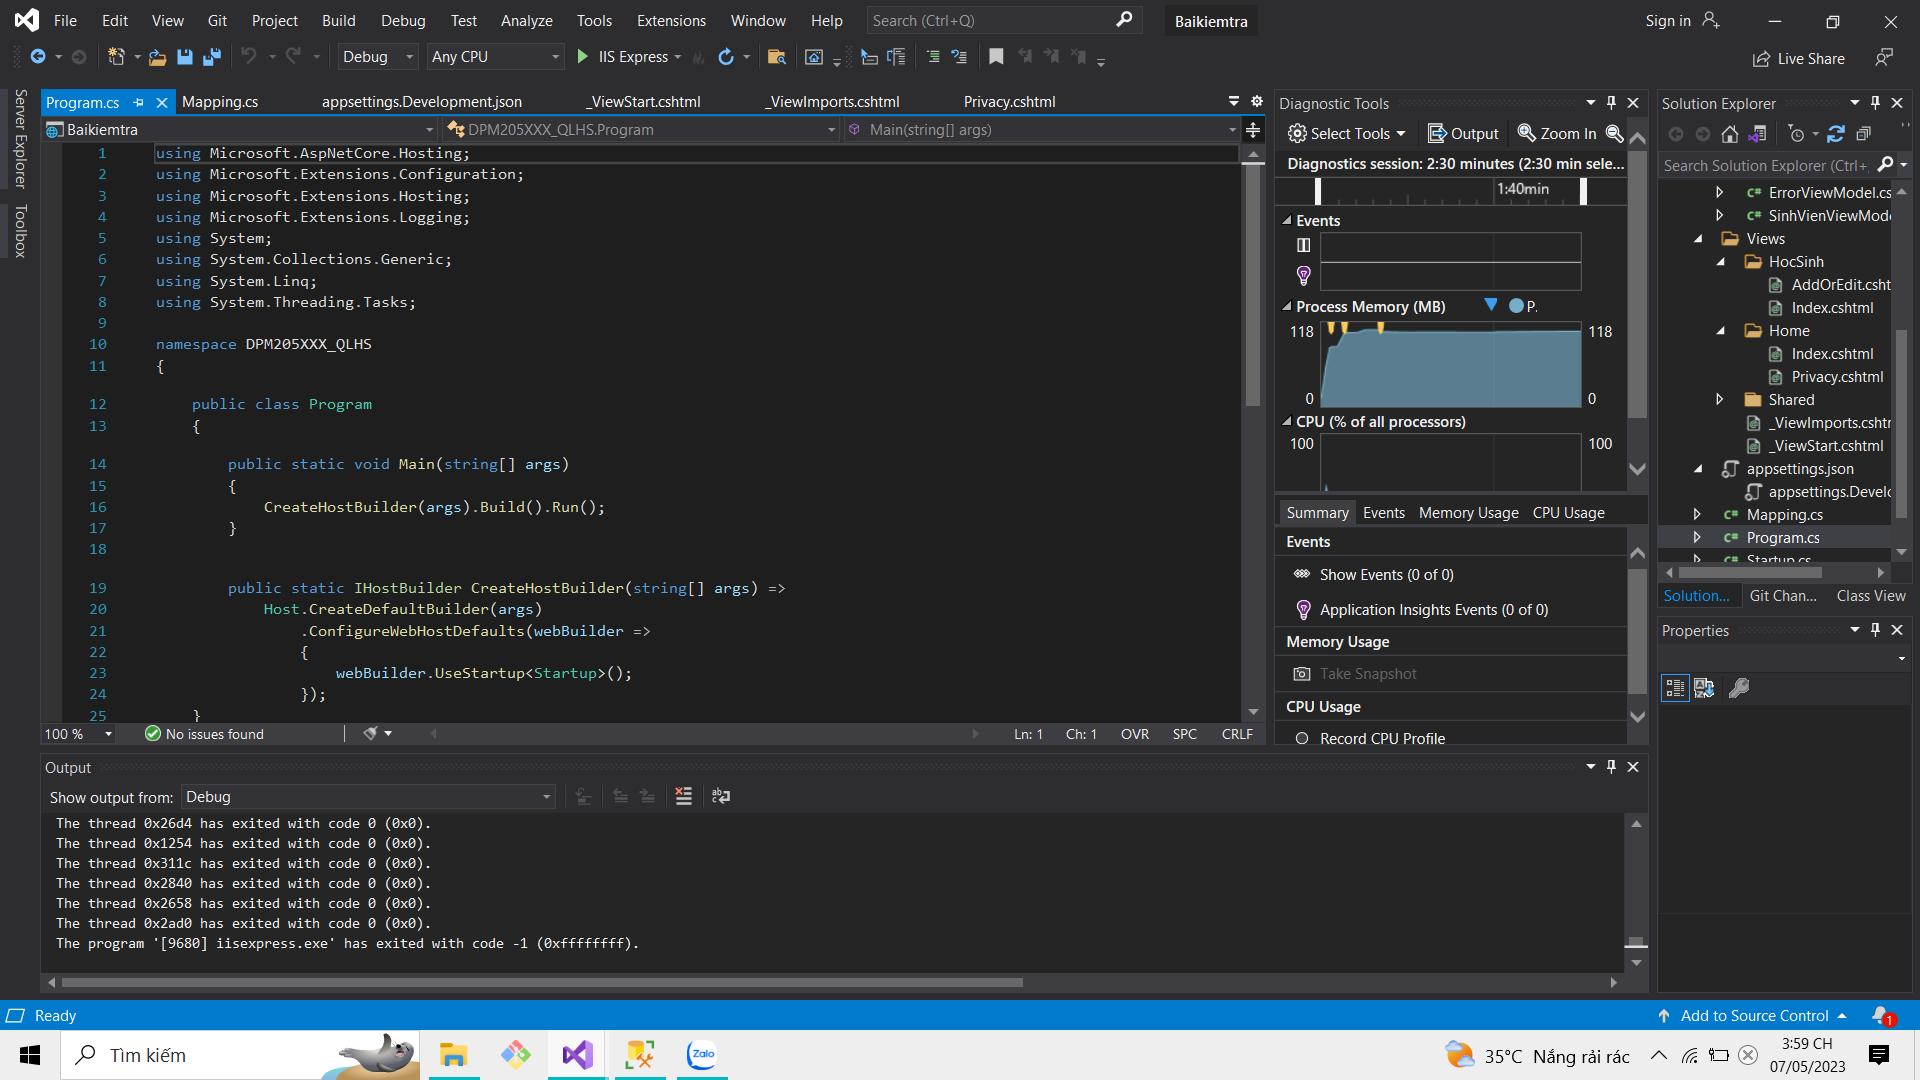 File Edit View Git Project Build Debug Test Analyze Tools Extensions Window Help Search (Ctrl+Q) Baikiemtra Sign in
Debug Any CPU IIS Express Live Share
Server Explorer
Toolbox
Program.cs Mapping.cs appsettings.Development.json _ViewStart.cshtml _ViewImports.cshtml Privacy.cshtml
Baikiemtra DPM205XXX_QLHS.Program Main(string[] args)
1 using Microsoft.AspNetCore.Hosting;
2 using Microsoft.Extensions.Configuration;
3 using Microsoft.Extensions.Hosting;
4 using Microsoft.Extensions.Logging;
5 using System;
6 using System.Collections.Generic;
7 using System.Linq;
8 using System.Threading.Tasks;
9
10 namespace DPM205XXX_QLHS
11 {
12 public class Program
13 {
14 public static void Main(string[] args)
15 {
16 CreateHostBuilder(args).Build().Run();
17 }
18
19 public static IHostBuilder CreateHostBuilder(string[] args) =>
20 Host.CreateDefaultBuilder(args)
21 .ConfigureWebHostDefaults(webBuilder =>
22 {
23 webBuilder.UseStartup<Startup>();
24 });
25 }
100 % No issues found Ln: 1 Ch: 1 OVR SPC CRLF
Diagnostic Tools
Select Tools Output Zoom In
Diagnostics session: 2:30 minutes (2:30 min sele...
1:40min
Events
Process Memory (MB) P.
118 118
0 0
CPU (% of all processors)
100 100
Summary Events Memory Usage CPU Usage
Events
Show Events (0 of 0)
Application Insights Events (0 of 0)
Memory Usage
Take Snapshot
CPU Usage
Record CPU Profile
Solution Explorer
Search Solution Explorer (Ctrl+
ErrorViewModel.cs
SinhVienViewMode
Views
HocSinh
AddOrEdit.csht
Index.cshtml
Home
Index.cshtml
Privacy.cshtml
Shared
_ViewImports.cshtm
_ViewStart.cshtml
appsettings.json
appsettings.Develo
Mapping.cs
Program.cs
Startup.cs
Solution... Git Chan... Class View
Properties
Output
Show output from: Debug
The thread 0x26d4 has exited with code 0 (0x0).
The thread 0x1254 has exited with code 0 (0x0).
The thread 0x311c has exited with code 0 (0x0).
The thread 0x2840 has exited with code 0 (0x0).
The thread 0x2658 has exited with code 0 (0x0).
The thread 0x2ad0 has exited with code 0 (0x0).
The program '[9680] iisexpress.exe' has exited with code -1 (0xffffffff).
Ready Add to Source Control 1
Tìm kiếm Zalo 35°C Nắng rải rác 3:59 CH
07/05/2023